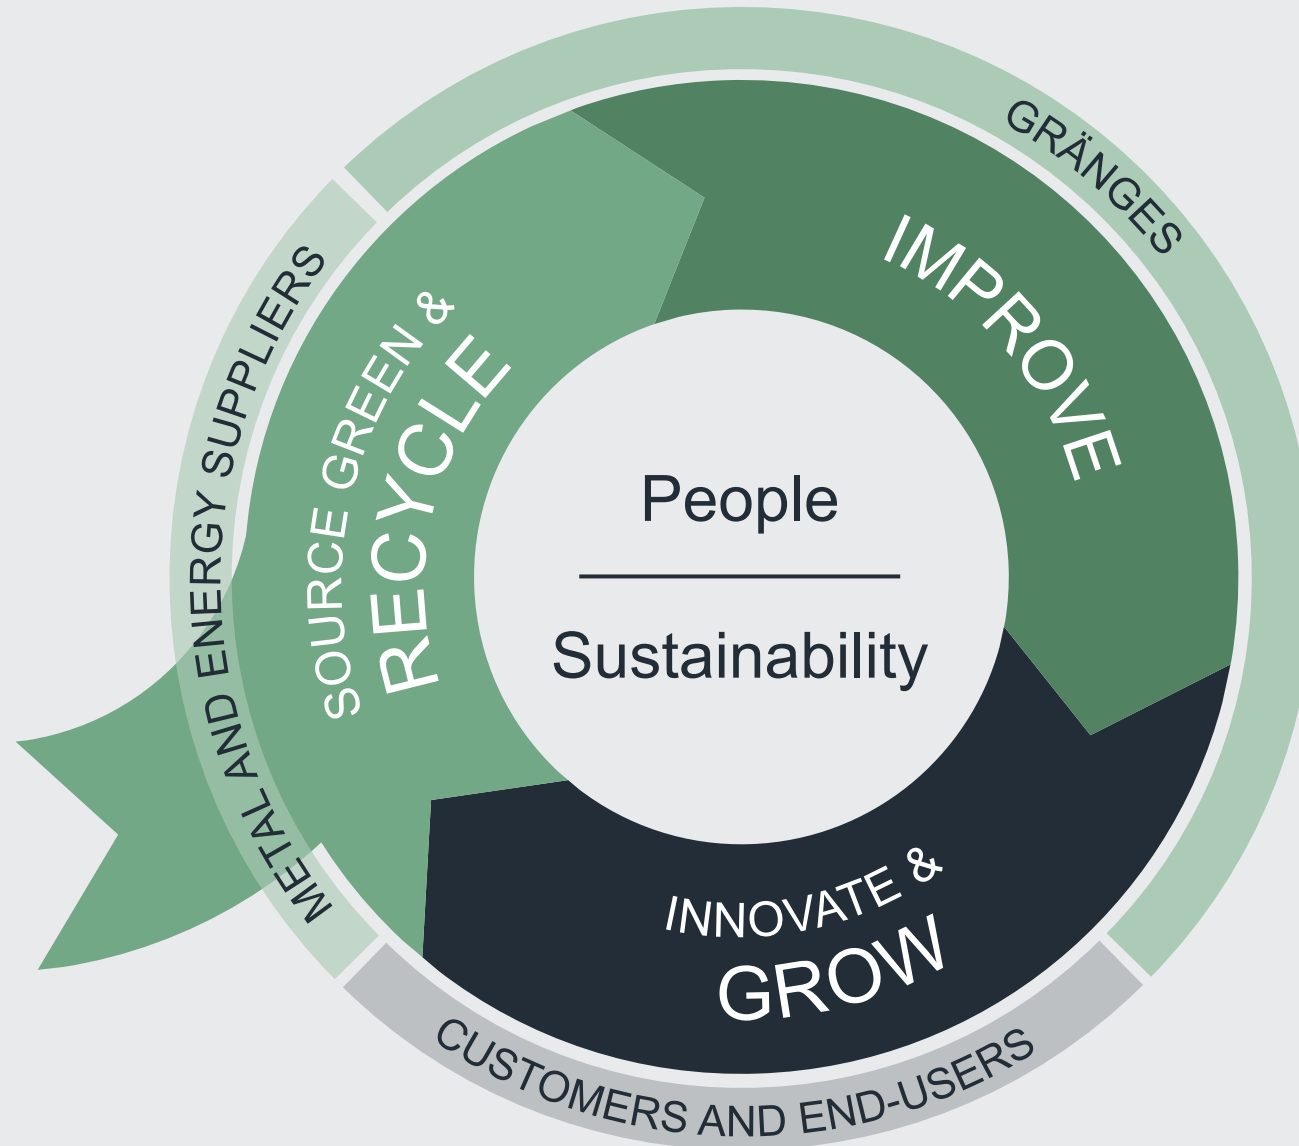 GRÄNGES
IMPROVE
METAL AND ENERGY SUPPLIERS
SOURCE GREEN &
RECYCLE
People
Sustainability
INNOVATE &
GROW
CUSTOMERS AND END-USERS